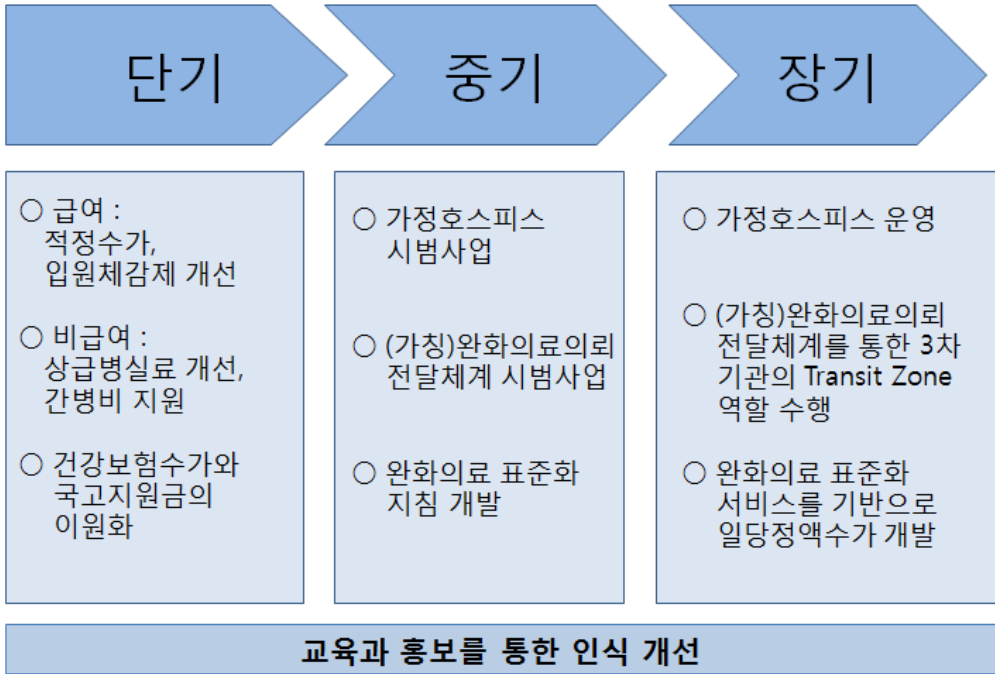 단기
중기
장기
○ 급여 :
적정수가,
입원체감제 개선
○ 비급여 :
상급병실료 개선,
간병비 지원
○ 건강보험수가와
국고지원금의
이원화
○ 가정호스피스
시범사업
○ (가칭)완화의료의뢰
전달체계 시범사업
○ 완화의료 표준화
지침 개발
○ 가정호스피스 운영
○ (가칭)완화의료의뢰
전달체계를 통한 3차
기관의 Transit Zone
역할 수행
○ 완화의료 표준화
서비스를 기반으로
일당정액수가 개발
교육과 홍보를 통한 인식 개선